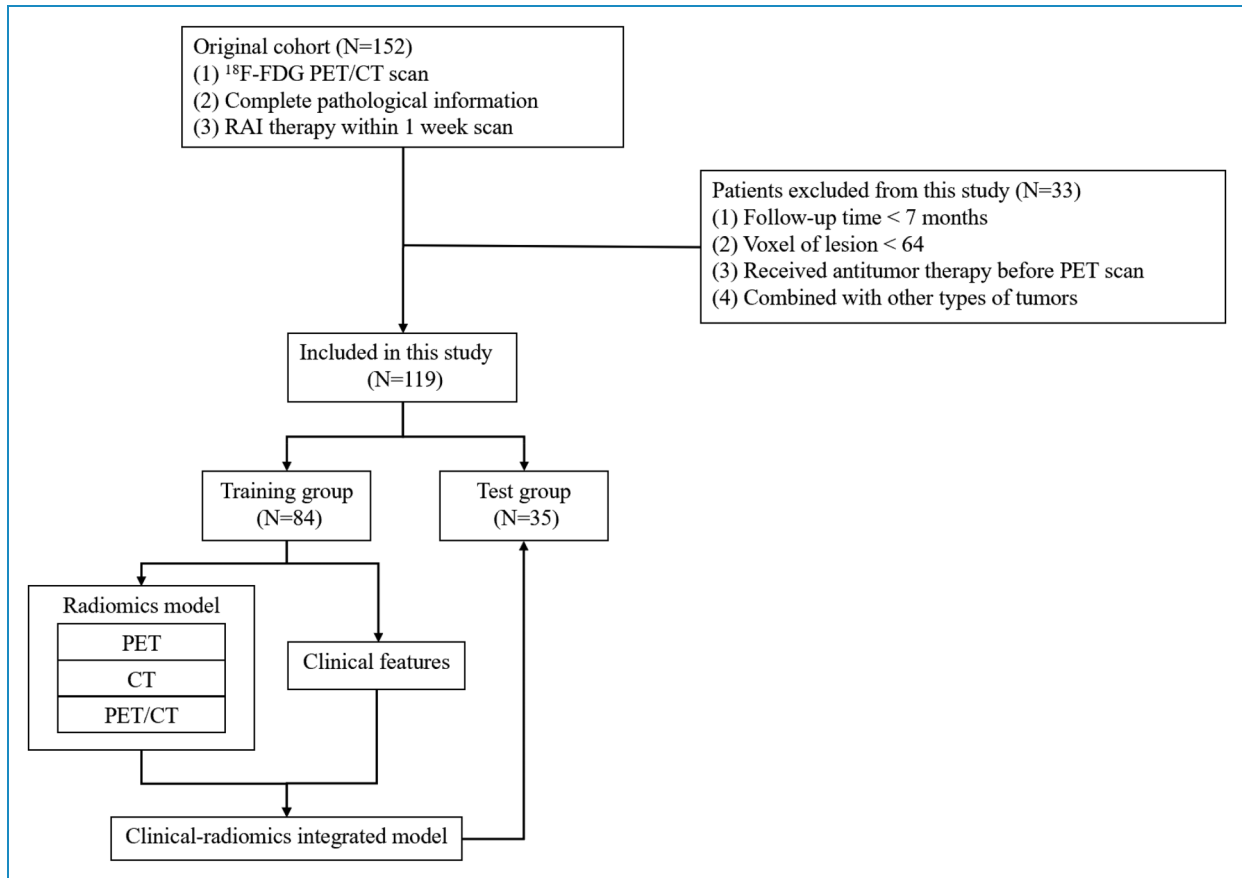 Original cohort (N=152)
(1) ¹⁸F-FDG PET/CT scan
(2) Complete pathological information
(3) RAI therapy within 1 week scan
Patients excluded from this study (N=33)
(1) Follow-up time < 7 months
(2) Voxel of lesion < 64
(3) Received antitumor therapy before PET scan
(4) Combined with other types of tumors
Included in this study
(N=119)
Training group
(N=84)
Test group
(N=35)
Radiomics model
PET
CT
PET/CT
Clinical features
Clinical-radiomics integrated model